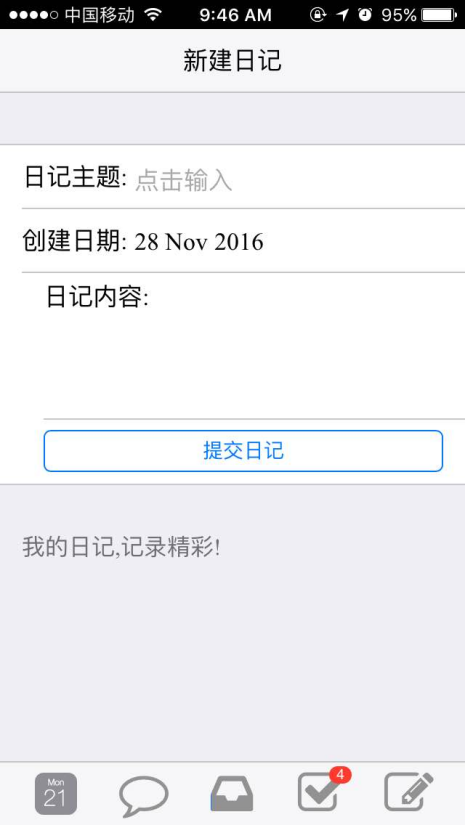 中国移动 9:46 AM 95%
新建日记
日记主题: 点击输入
创建日期: 28 Nov 2016
日记内容:
提交日记
我的日记,记录精彩!
Mon
21
4